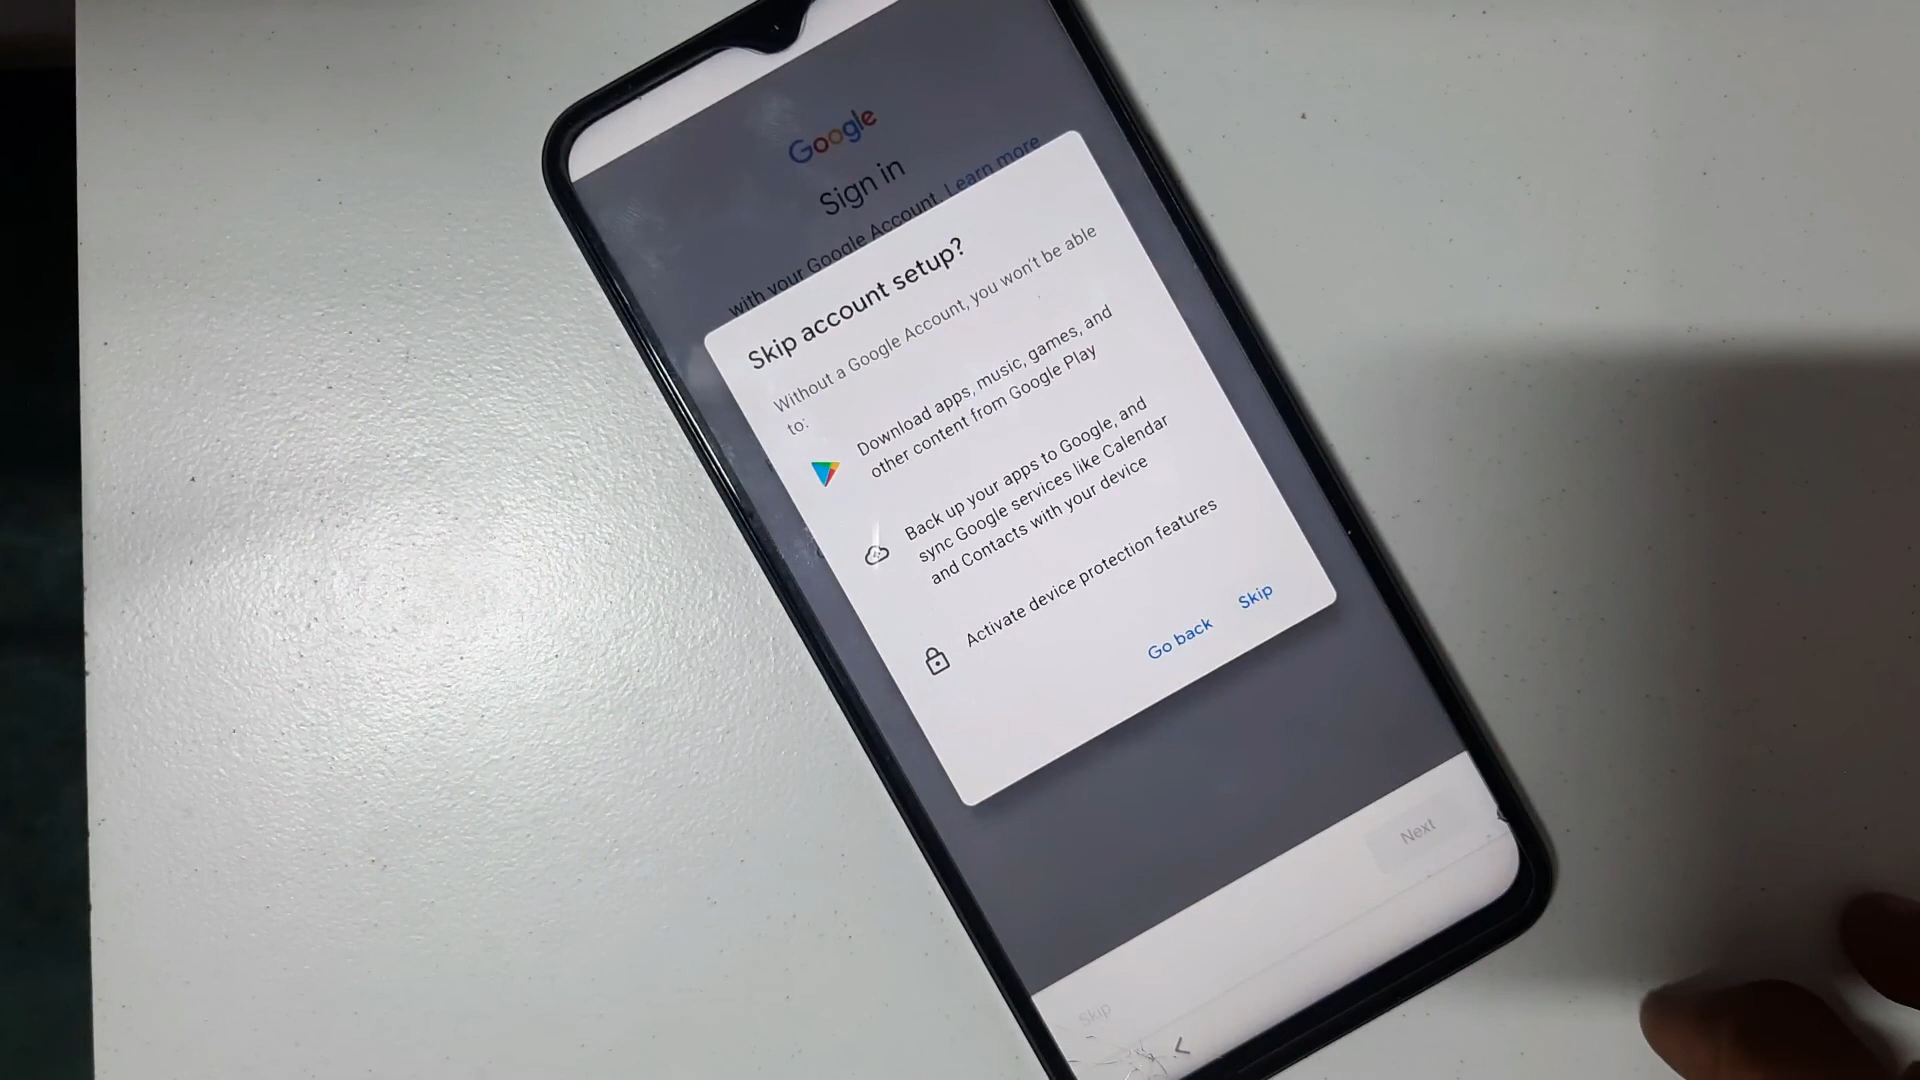 Google
Sign in
with your Google Account. Learn more
Skip account setup?
Without a Google Account, you won't be able
to:
Download apps, music, games, and
other content from Google Play
Back up your apps to Google, and
sync Google services like Calendar
and Contacts with your device
Activate device protection features
Go back
Skip
Next
Skip